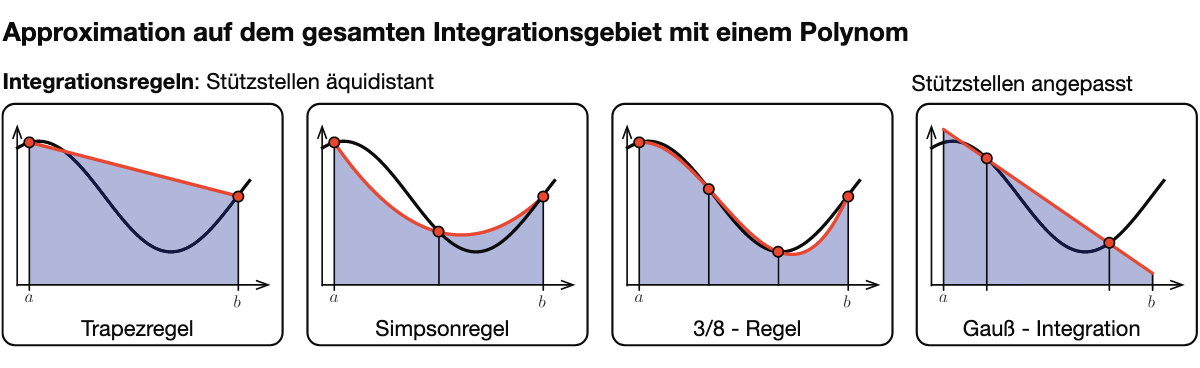 Approximation auf dem gesamten Integrationsgebiet mit einem Polynom
Integrationsregeln: Stützstellen äquidistant
Stützstellen angepasst
a b
Trapezregel
a b
Simpsonregel
a b
3/8 - Regel
a b
Gauß - Integration